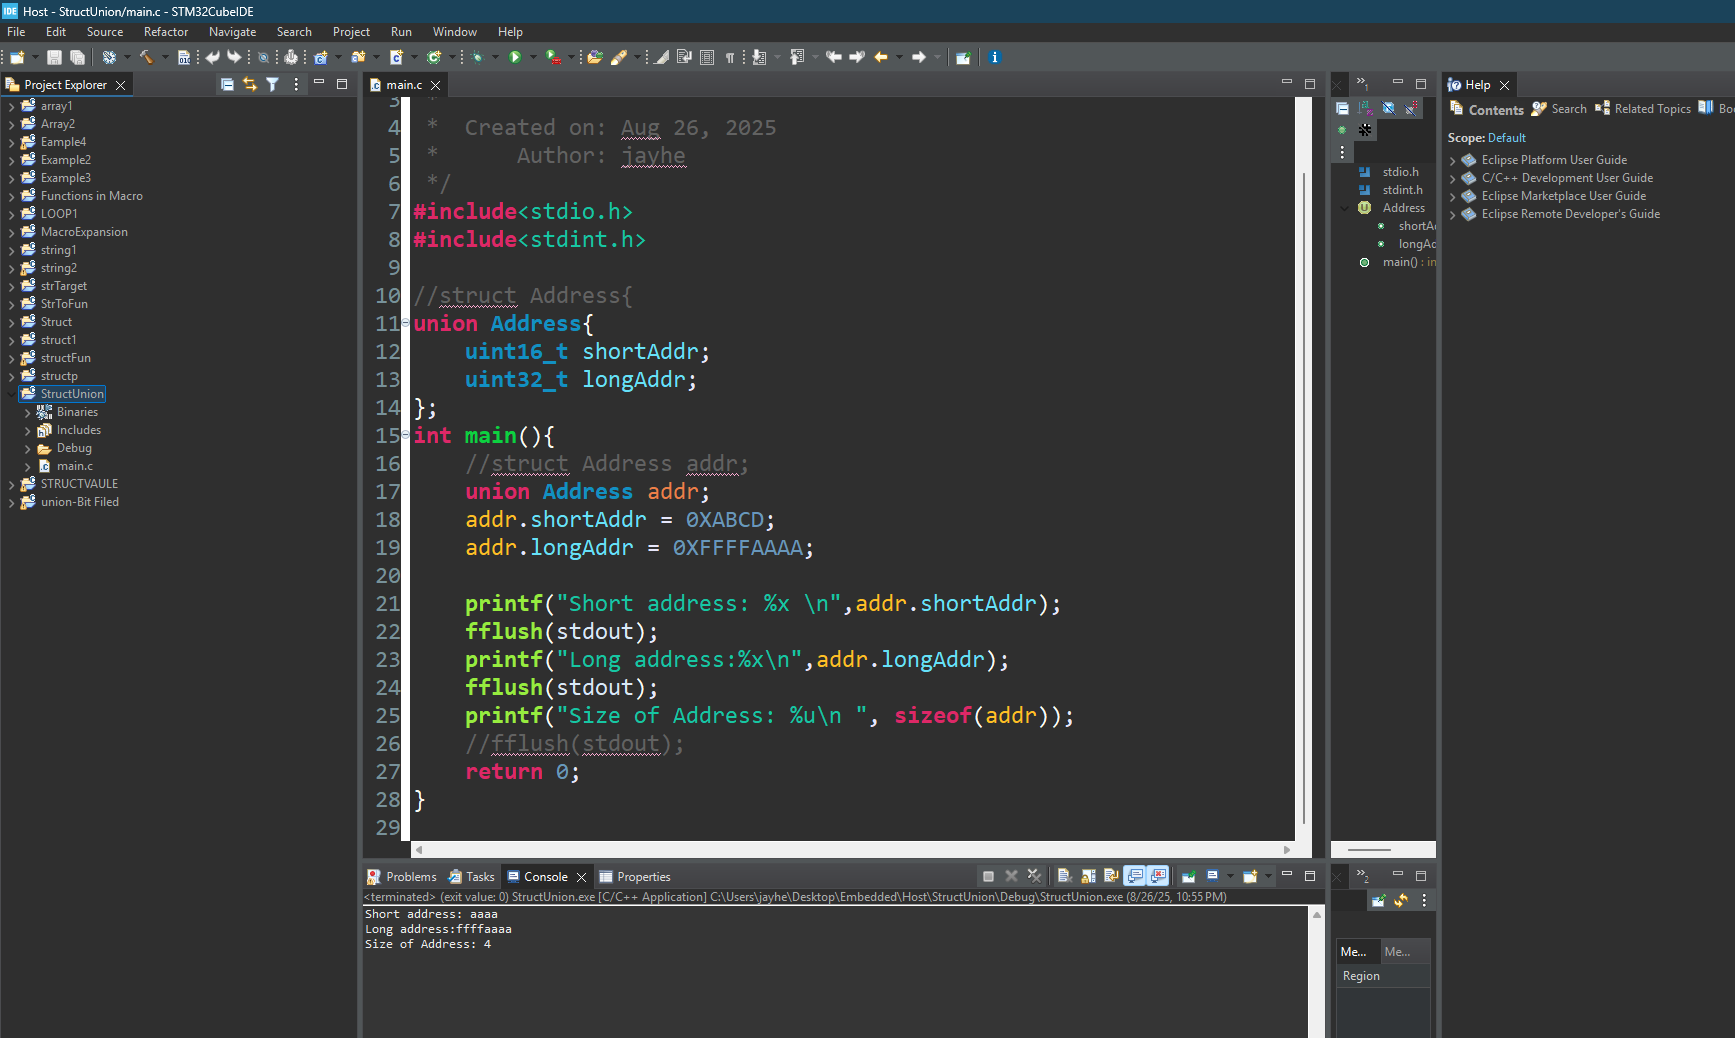 IDE Host - StructUnion/main.c - STM32CubeIDE
File Edit Source Refactor Navigate Search Project Run Window Help
Project Explorer
array1
Array2
Eample4
Example2
Example3
Functions in Macro
LOOP1
MacroExpansion
string1
string2
strTarget
StrToFun
Struct
struct1
structFun
structp
StructUnion
Binaries
Includes
Debug
main.c
STRUCTVAULE
union-Bit Filed
main.c
3 *
4 *  Created on: Aug 26, 2025
5 *      Author: jayhe
6 */
7 #include<stdio.h>
8 #include<stdint.h>
9
10 //struct Address{
11 union Address{
12     uint16_t shortAddr;
13     uint32_t longAddr;
14 };
15 int main(){
16     //struct Address addr;
17     union Address addr;
18     addr.shortAddr = 0XABCD;
19     addr.longAddr = 0XFFFFAAAA;
20
21     printf("Short address: %x \n",addr.shortAddr);
22     fflush(stdout);
23     printf("Long address:%x\n",addr.longAddr);
24     fflush(stdout);
25     printf("Size of Address: %u\n ", sizeof(addr));
26     //fflush(stdout);
27     return 0;
28 }
29
Problems Tasks Console Properties
<terminated> (exit value: 0) StructUnion.exe [C/C++ Application] C:\Users\jayhe\Desktop\Embedded\Host\StructUnion\Debug\StructUnion.exe (8/26/25, 10:55 PM)
Short address: aaaa
Long address:ffffaaaa
Size of Address: 4
»1
stdio.h
stdint.h
Address
shortAd
longAd
main() : in
»2
Me... Me...
Region
Help
Contents Search Related Topics Boo
Scope: Default
Eclipse Platform User Guide
C/C++ Development User Guide
Eclipse Marketplace User Guide
Eclipse Remote Developer's Guide